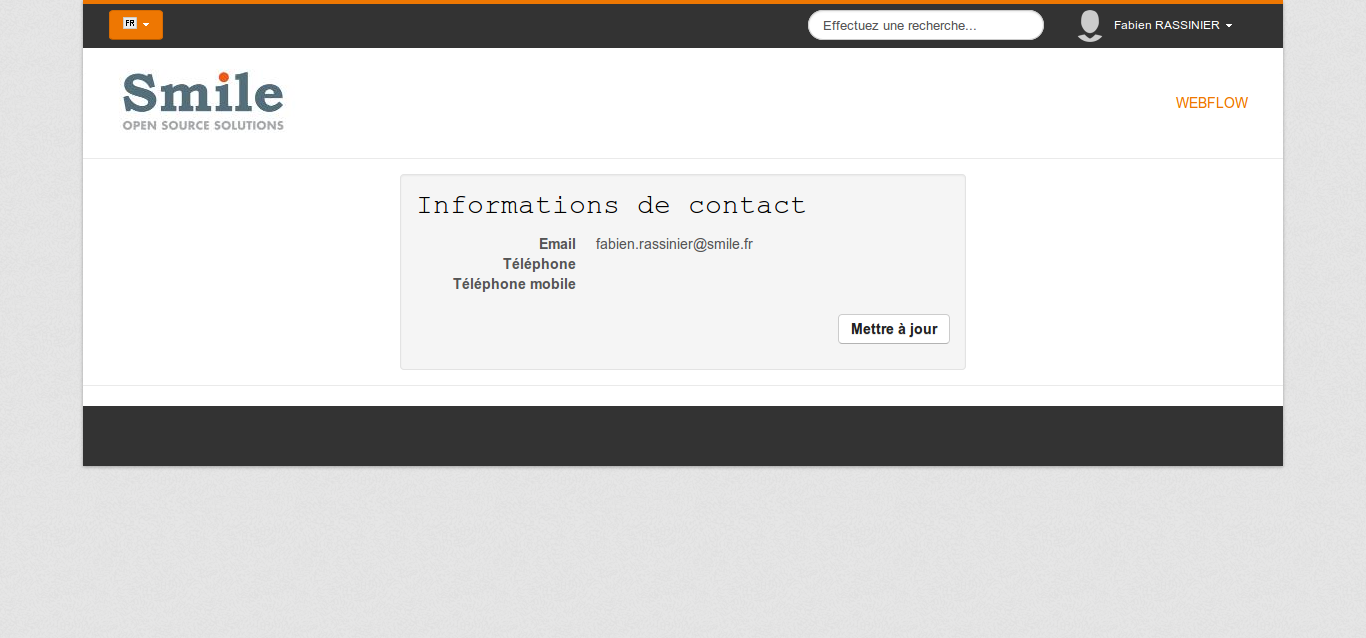 FR
Effectuez une recherche...
Fabien RASSINIER
Smile
OPEN SOURCE SOLUTIONS
WEBFLOW
Informations de contact
Email fabien.rassinier@smile.fr
Téléphone
Téléphone mobile
Mettre à jour